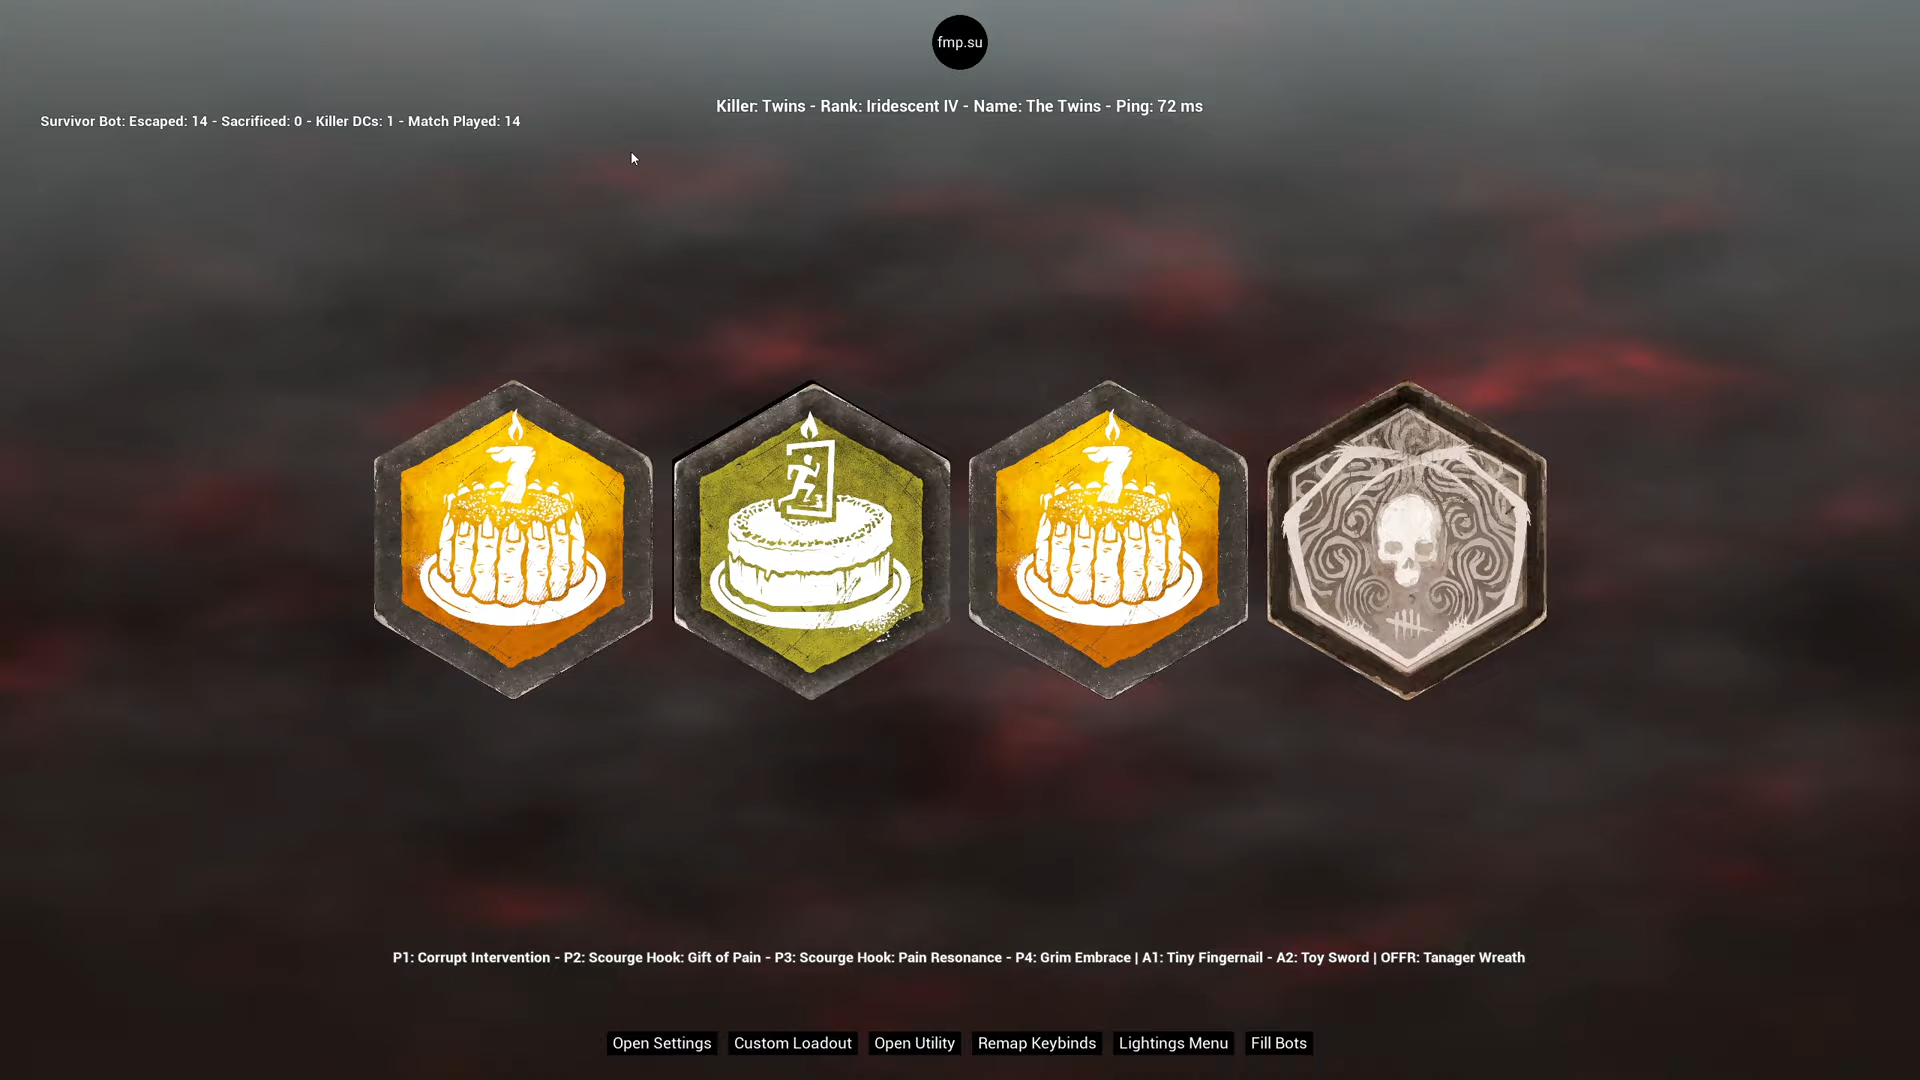 fmp.su
Killer: Twins - Rank: Iridescent IV - Name: The Twins - Ping: 72 ms
Survivor Bot: Escaped: 14 - Sacrificed: 0 - Killer DCs: 1 - Match Played: 14
P1: Corrupt Intervention - P2: Scourge Hook: Gift of Pain - P3: Scourge Hook: Pain Resonance - P4: Grim Embrace | A1: Tiny Fingernail - A2: Toy Sword | OFFR: Tanager Wreath
Open Settings Custom Loadout Open Utility Remap Keybinds Lightings Menu Fill Bots